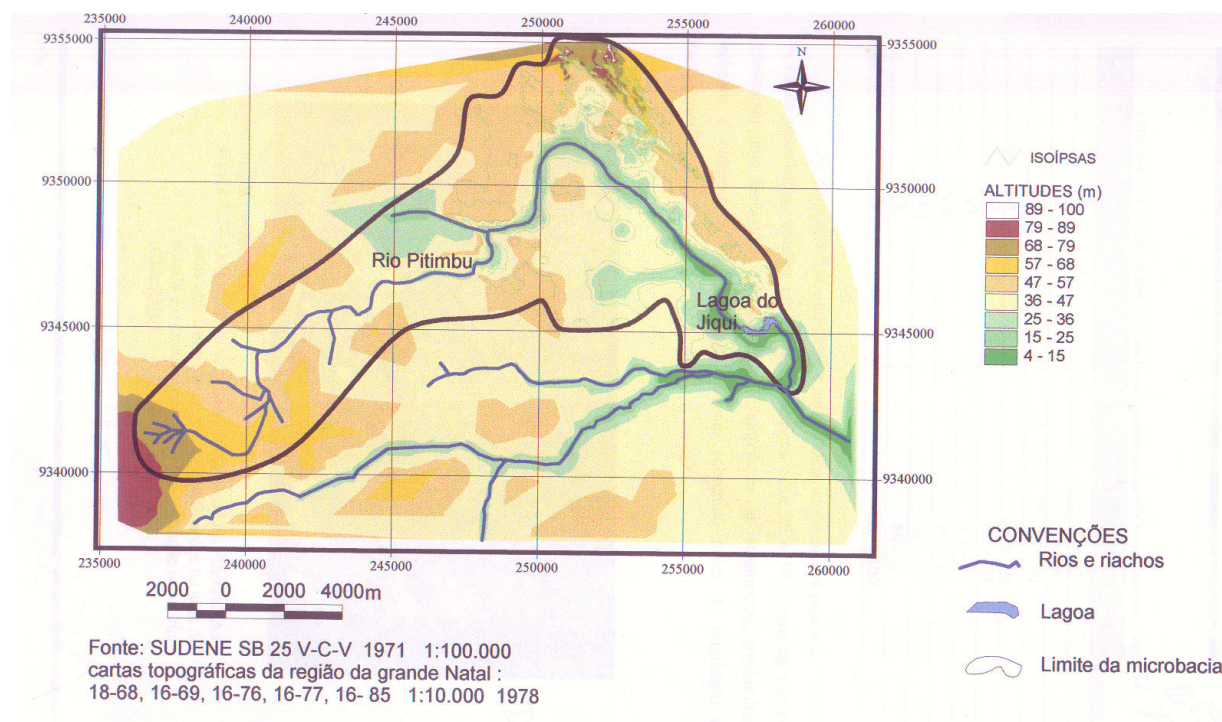 235000 240000 245000 250000 255000 260000
9355000 9355000
N
9350000 9350000
Rio Pitimbu
Lagoa do
Jiqui
9345000 9345000
9340000 9340000
235000 240000 245000 250000 255000 260000
2000 0 2000 4000m
Fonte: SUDENE SB 25 V-C-V 1971 1:100.000
cartas topográficas da região da grande Natal :
18-68, 16-69, 16-76, 16-77, 16- 85 1:10.000 1978
ISOÍPSAS
ALTITUDES (m)
89 - 100
79 - 89
68 - 79
57 - 68
47 - 57
36 - 47
25 - 36
15 - 25
4 - 15
CONVENÇÕES
Rios e riachos
Lagoa
Limite da microbacia